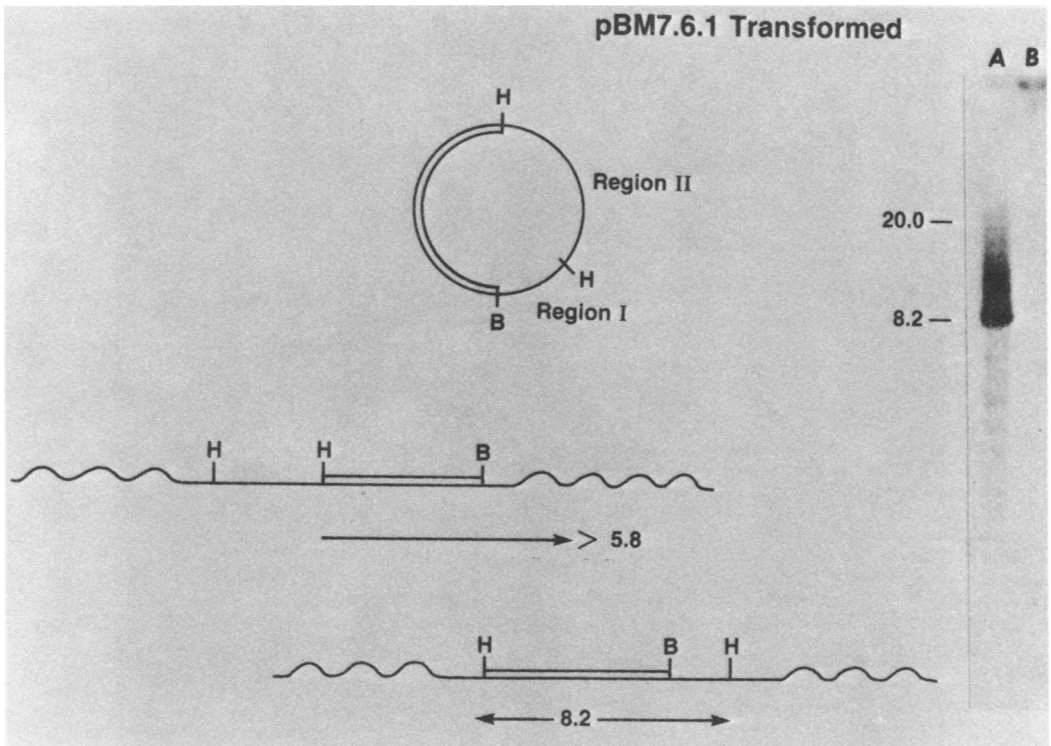 pBM7.6.1 Transformed
A B
H
Region II
20.0 —
H
Region I
B
8.2 —
H H B
> 5.8
H B H
8.2